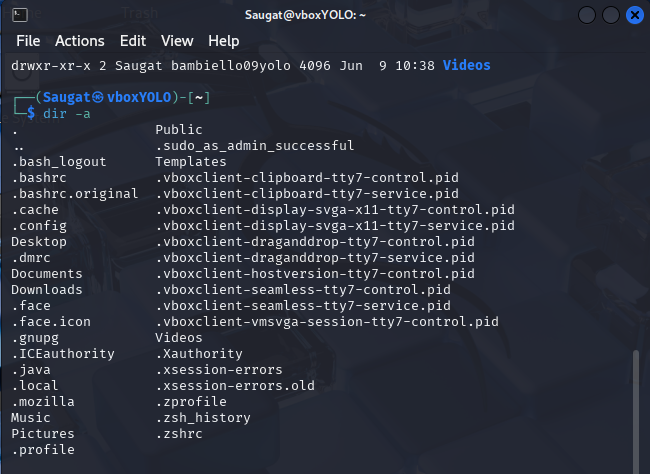 Saugat@vboxYOLO: ~
File Actions Edit View Help
drwxr-xr-x 2 Saugat bambiello09yolo 4096 Jun  9 10:38 Videos
┌──(Saugat㉿vboxYOLO)-[~]
└─$ dir -a
.                Public
..               .sudo_as_admin_successful
.bash_logout     Templates
.bashrc          .vboxclient-clipboard-tty7-control.pid
.bashrc.original .vboxclient-clipboard-tty7-service.pid
.cache           .vboxclient-display-svga-x11-tty7-control.pid
.config          .vboxclient-display-svga-x11-tty7-service.pid
Desktop          .vboxclient-draganddrop-tty7-control.pid
.dmrc            .vboxclient-draganddrop-tty7-service.pid
Documents        .vboxclient-hostversion-tty7-control.pid
Downloads        .vboxclient-seamless-tty7-control.pid
.face            .vboxclient-seamless-tty7-service.pid
.face.icon       .vboxclient-vmsvga-session-tty7-control.pid
.gnupg           Videos
.ICEauthority    .Xauthority
.java            .xsession-errors
.local           .xsession-errors.old
.mozilla         .zprofile
Music            .zsh_history
Pictures         .zshrc
.profile